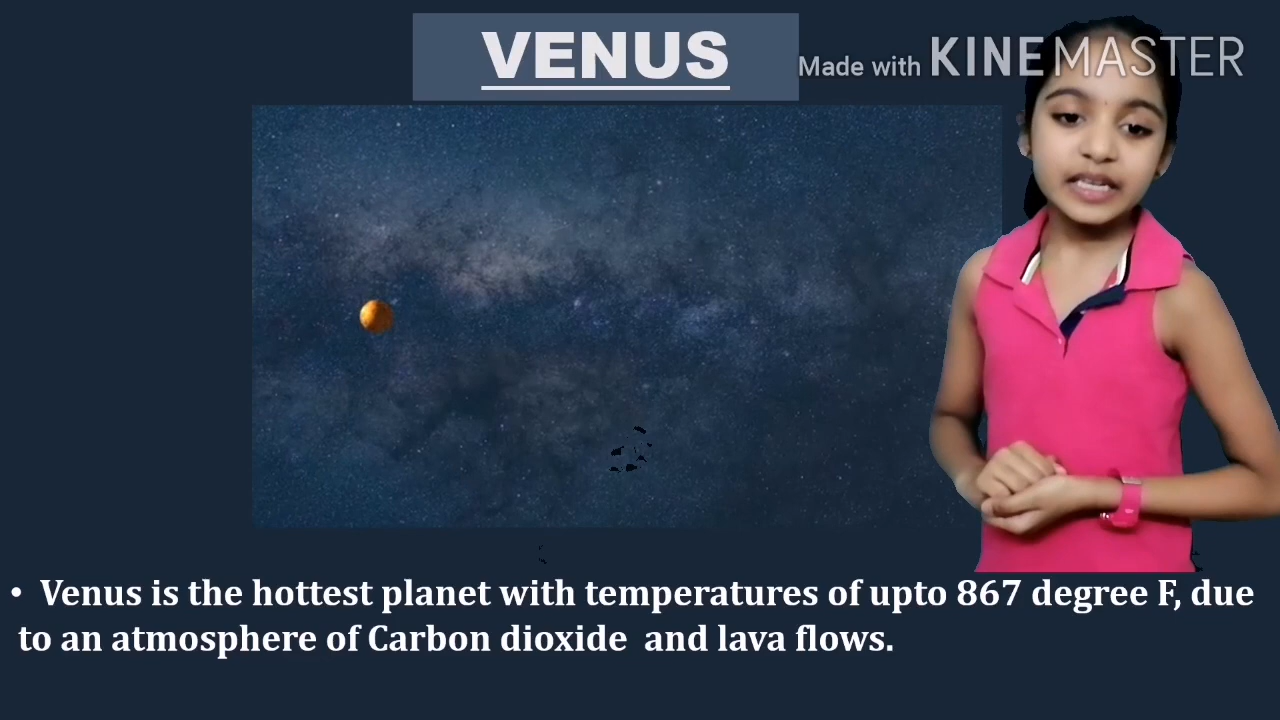 VENUS
Made with KINEMASTER
• Venus is the hottest planet with temperatures of upto 867 degree F, due
to an atmosphere of Carbon dioxide and lava flows.